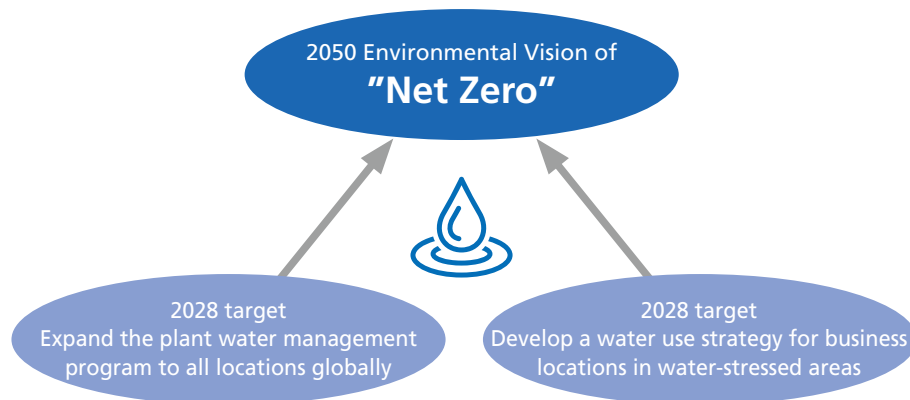 2050 Environmental Vision of
″Net Zero″
2028 target
Expand the plant water management
program to all locations globally
2028 target
Develop a water use strategy for business
locations in water-stressed areas